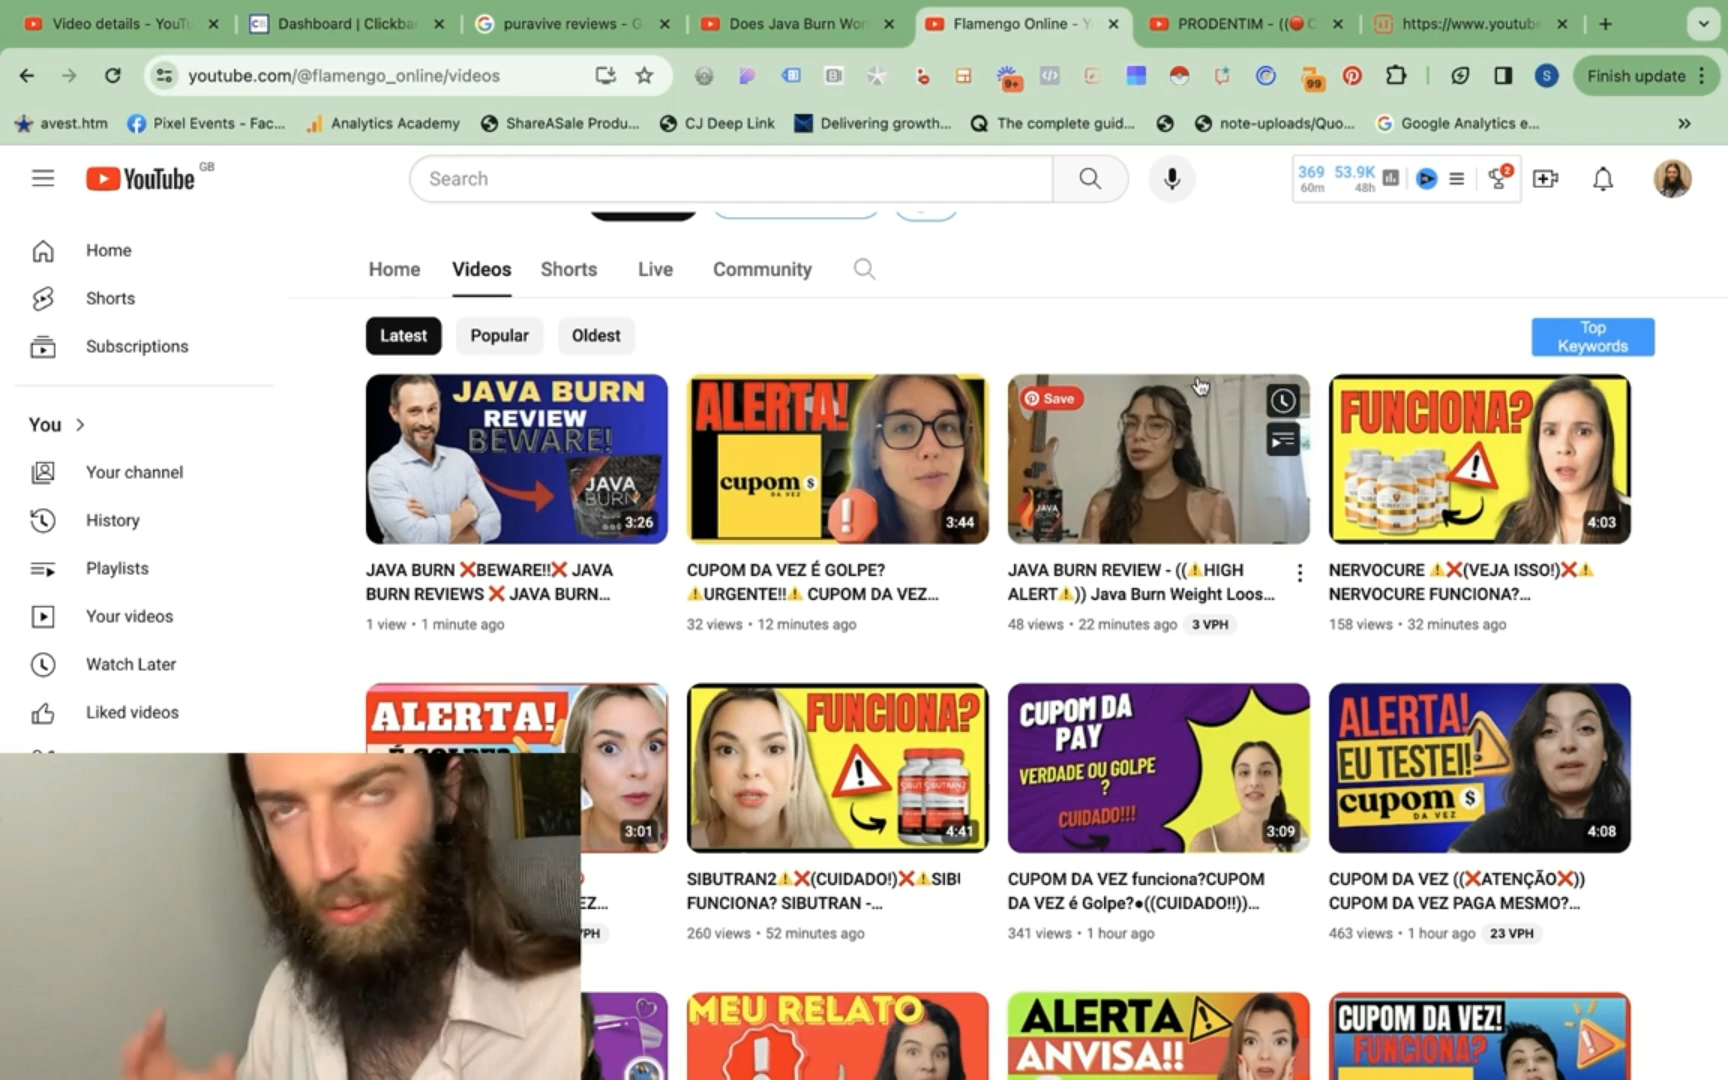 Video details - YouTu
Dashboard | Clickba
puravive reviews - G
Does Java Burn Wor
Flamengo Online - Y
PRODENTIM - ((🔴 C
https://www.youtube
youtube.com/@flamengo_online/videos
9+
99
S
Finish update
avest.htm
Pixel Events - Fac...
Analytics Academy
ShareASale Produ...
CJ Deep Link
Delivering growth...
The complete guid...
note-uploads/Quo...
Google Analytics e...
YouTube GB
Search
369 53.9K
60m 48h
2
Home
Shorts
Subscriptions
You
Your channel
History
Playlists
Your videos
Watch Later
Liked videos
Home Videos Shorts Live Community
Latest Popular Oldest
Top
Keywords
JAVA BURN
REVIEW
BEWARE!
JAVA
BURN
3:26
JAVA BURN ❌BEWARE!!❌ JAVA
BURN REVIEWS ❌ JAVA BURN...
1 view • 1 minute ago
ALERTA!
cupom $
DA VEZ
3:44
CUPOM DA VEZ É GOLPE?
⚠️URGENTE!!⚠️ CUPOM DA VEZ...
32 views • 12 minutes ago
Save
JAVA
JAVA BURN REVIEW - ((⚠️HIGH
ALERT⚠️)) Java Burn Weight Loos...
48 views • 22 minutes ago 3 VPH
FUNCIONA?
4:03
NERVOCURE ⚠️❌(VEJA ISSO!)❌⚠️
NERVOCURE FUNCIONA?...
158 views • 32 minutes ago
ALERTA!
É GOLPE?
3:01
EZ...
VPH
FUNCIONA?
4:41
SIBUTRAN2⚠️❌(CUIDADO!)❌⚠️SIBU
FUNCIONA? SIBUTRAN -...
260 views • 52 minutes ago
CUPOM DA
PAY
VERDADE OU GOLPE
?
CUIDADO!!!
3:09
CUPOM DA VEZ funciona?CUPOM
DA VEZ é Golpe?●((CUIDADO!!))...
341 views • 1 hour ago
ALERTA!
EU TESTEI!!
cupom $
DA VEZ
4:08
CUPOM DA VEZ ((❌ATENÇÃO❌))
CUPOM DA VEZ PAGA MESMO?...
463 views • 1 hour ago 23 VPH
MEU RELATO
ALERTA
ANVISA!!
CUPOM DA VEZ!
FUNCIONA?